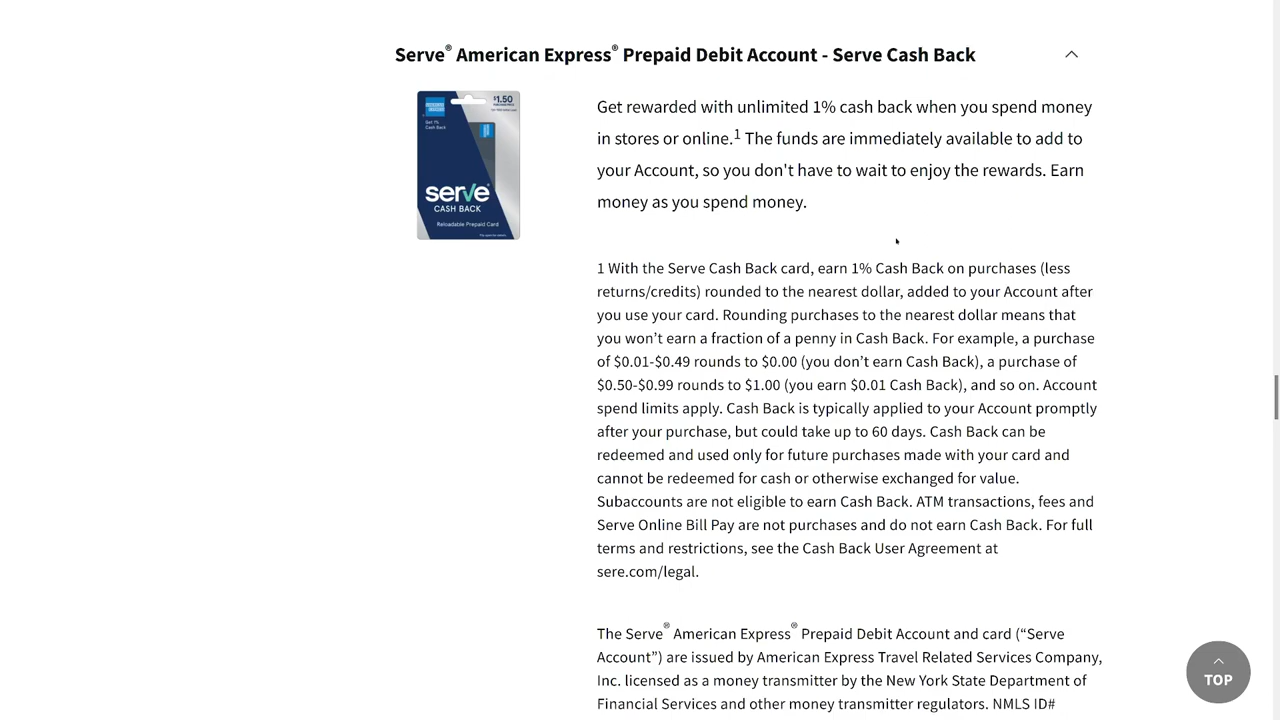 Serve® American Express® Prepaid Debit Account - Serve Cash Back
$1.50
Get 1%
Cash Back
serve
CASH BACK
Reloadable Prepaid Card
Get rewarded with unlimited 1% cash back when you spend money
in stores or online.1 The funds are immediately available to add to
your Account, so you don't have to wait to enjoy the rewards. Earn
money as you spend money.
1 With the Serve Cash Back card, earn 1% Cash Back on purchases (less
returns/credits) rounded to the nearest dollar, added to your Account after
you use your card. Rounding purchases to the nearest dollar means that
you won’t earn a fraction of a penny in Cash Back. For example, a purchase
of $0.01-$0.49 rounds to $0.00 (you don’t earn Cash Back), a purchase of
$0.50-$0.99 rounds to $1.00 (you earn $0.01 Cash Back), and so on. Account
spend limits apply. Cash Back is typically applied to your Account promptly
after your purchase, but could take up to 60 days. Cash Back can be
redeemed and used only for future purchases made with your card and
cannot be redeemed for cash or otherwise exchanged for value.
Subaccounts are not eligible to earn Cash Back. ATM transactions, fees and
Serve Online Bill Pay are not purchases and do not earn Cash Back. For full
terms and restrictions, see the Cash Back User Agreement at
sere.com/legal.
The Serve® American Express® Prepaid Debit Account and card (“Serve
Account”) are issued by American Express Travel Related Services Company,
Inc. licensed as a money transmitter by the New York State Department of
Financial Services and other money transmitter regulators. NMLS ID#
TOP